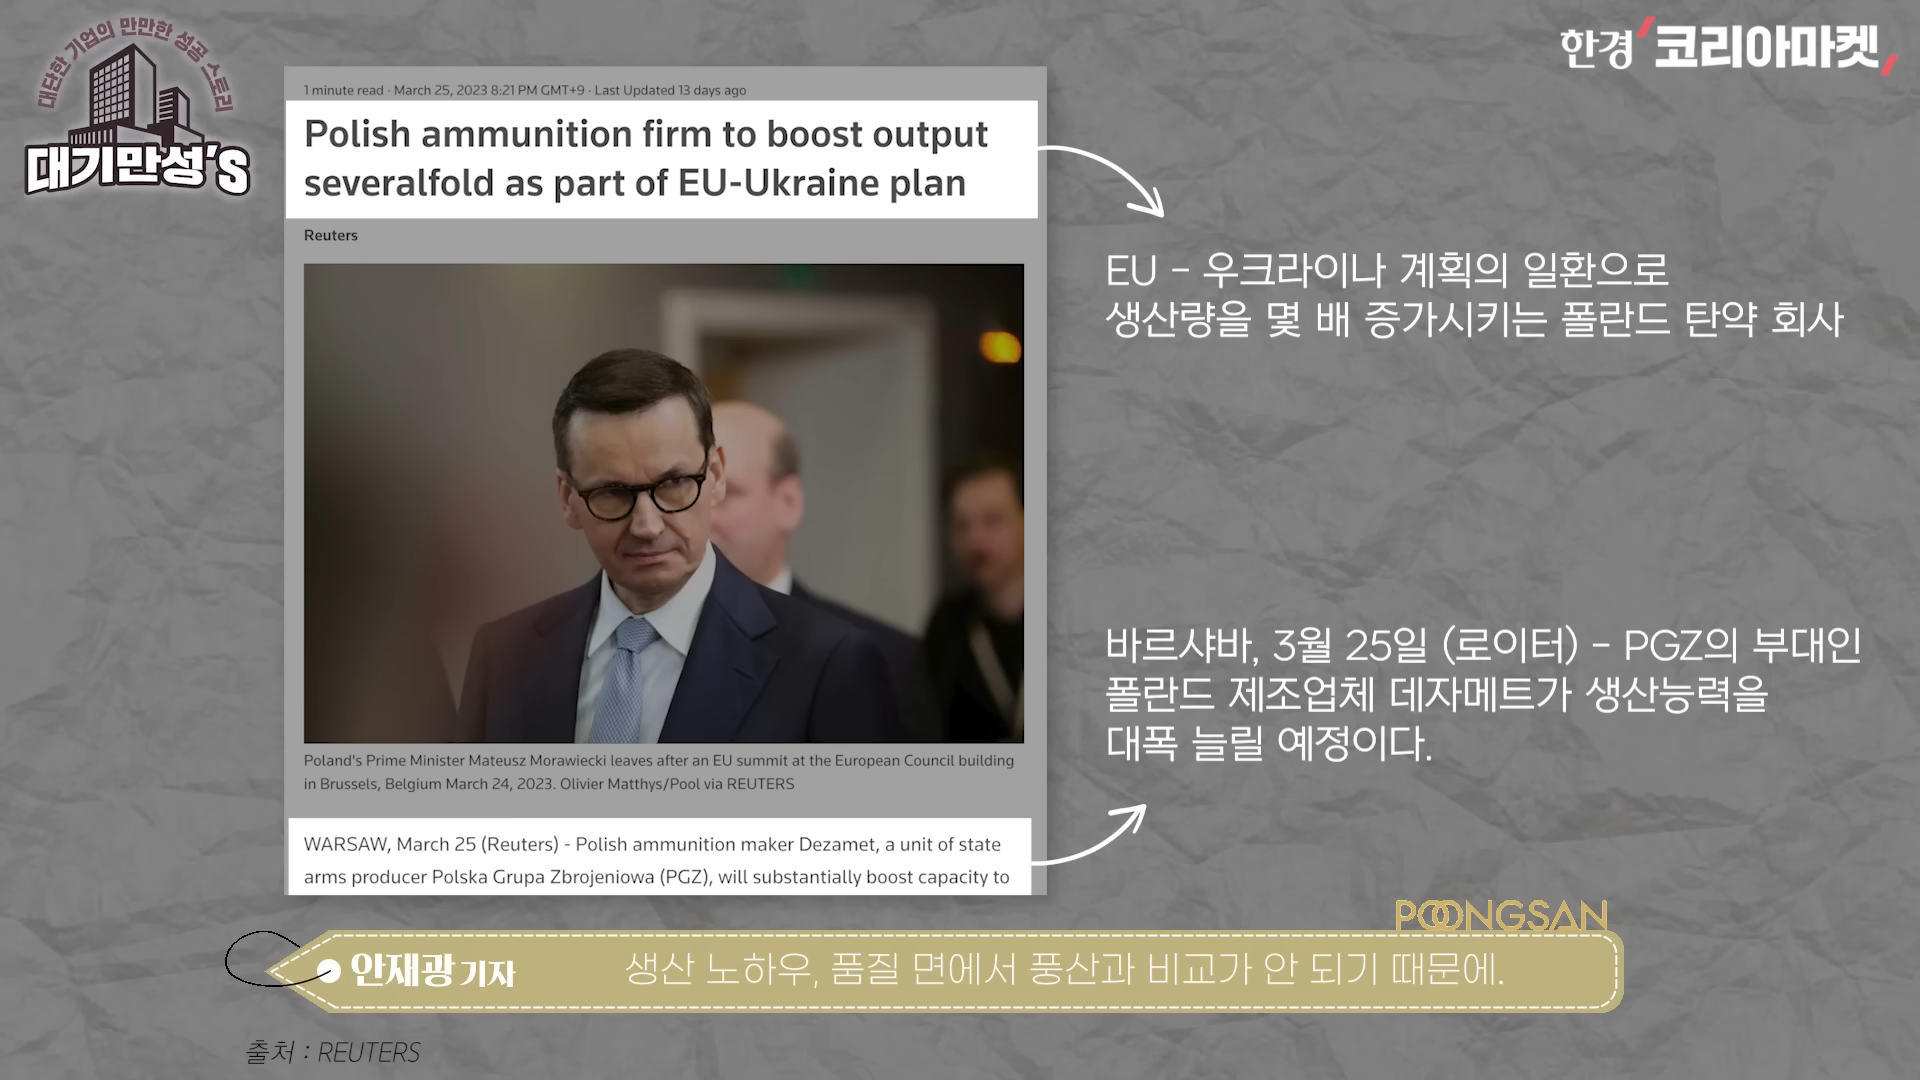 대단한 기업의 만만한 성공 스토리
대기만성'S
한경 코리아마켓
1 minute read · March 25, 2023 8:21 PM GMT+9 · Last Updated 13 days ago
Polish ammunition firm to boost output
severalfold as part of EU-Ukraine plan
Reuters
EU - 우크라이나 계획의 일환으로
생산량을 몇 배 증가시키는 폴란드 탄약 회사
Poland's Prime Minister Mateusz Morawiecki leaves after an EU summit at the European Council building
in Brussels, Belgium March 24, 2023. Olivier Matthys/Pool via REUTERS
WARSAW, March 25 (Reuters) - Polish ammunition maker Dezamet, a unit of state
arms producer Polska Grupa Zbrojeniowa (PGZ), will substantially boost capacity to
바르샤바, 3월 25일 (로이터) - PGZ의 부대인
폴란드 제조업체 데자메트가 생산능력을
대폭 늘릴 예정이다.
POONGSAN
안재광 기자 생산 노하우, 품질 면에서 풍산과 비교가 안 되기 때문에.
출처 : REUTERS